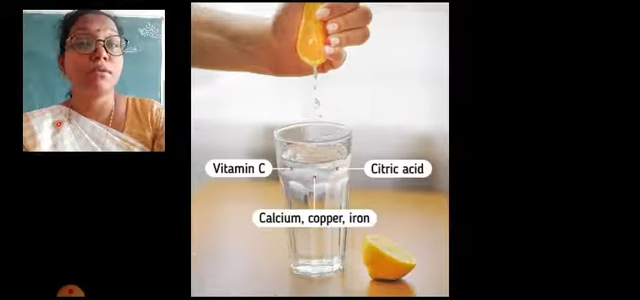 Vitamin C
Citric acid
Calcium, copper, iron